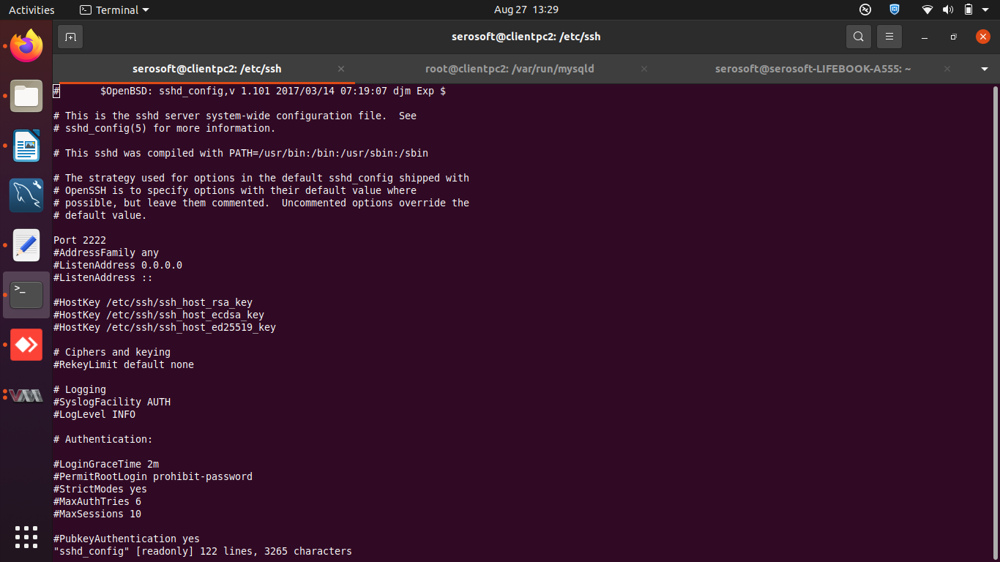 Activities
Terminal
Aug 27 13:29
serosoft@clientpc2: /etc/ssh
serosoft@clientpc2: /etc/ssh
root@clientpc2: /var/run/mysqld
serosoft@serosoft-LIFEBOOK-A555: ~
#       $OpenBSD: sshd_config,v 1.101 2017/03/14 07:19:07 djm Exp $
# This is the sshd server system-wide configuration file.  See
# sshd_config(5) for more information.
# This sshd was compiled with PATH=/usr/bin:/bin:/usr/sbin:/sbin
# The strategy used for options in the default sshd_config shipped with
# OpenSSH is to specify options with their default value where
# possible, but leave them commented.  Uncommented options override the
# default value.
Port 2222
#AddressFamily any
#ListenAddress 0.0.0.0
#ListenAddress ::
#HostKey /etc/ssh/ssh_host_rsa_key
#HostKey /etc/ssh/ssh_host_ecdsa_key
#HostKey /etc/ssh/ssh_host_ed25519_key
# Ciphers and keying
#RekeyLimit default none
# Logging
#SyslogFacility AUTH
#LogLevel INFO
# Authentication:
#LoginGraceTime 2m
#PermitRootLogin prohibit-password
#StrictModes yes
#MaxAuthTries 6
#MaxSessions 10
#PubkeyAuthentication yes
"sshd_config" [readonly] 122 lines, 3265 characters